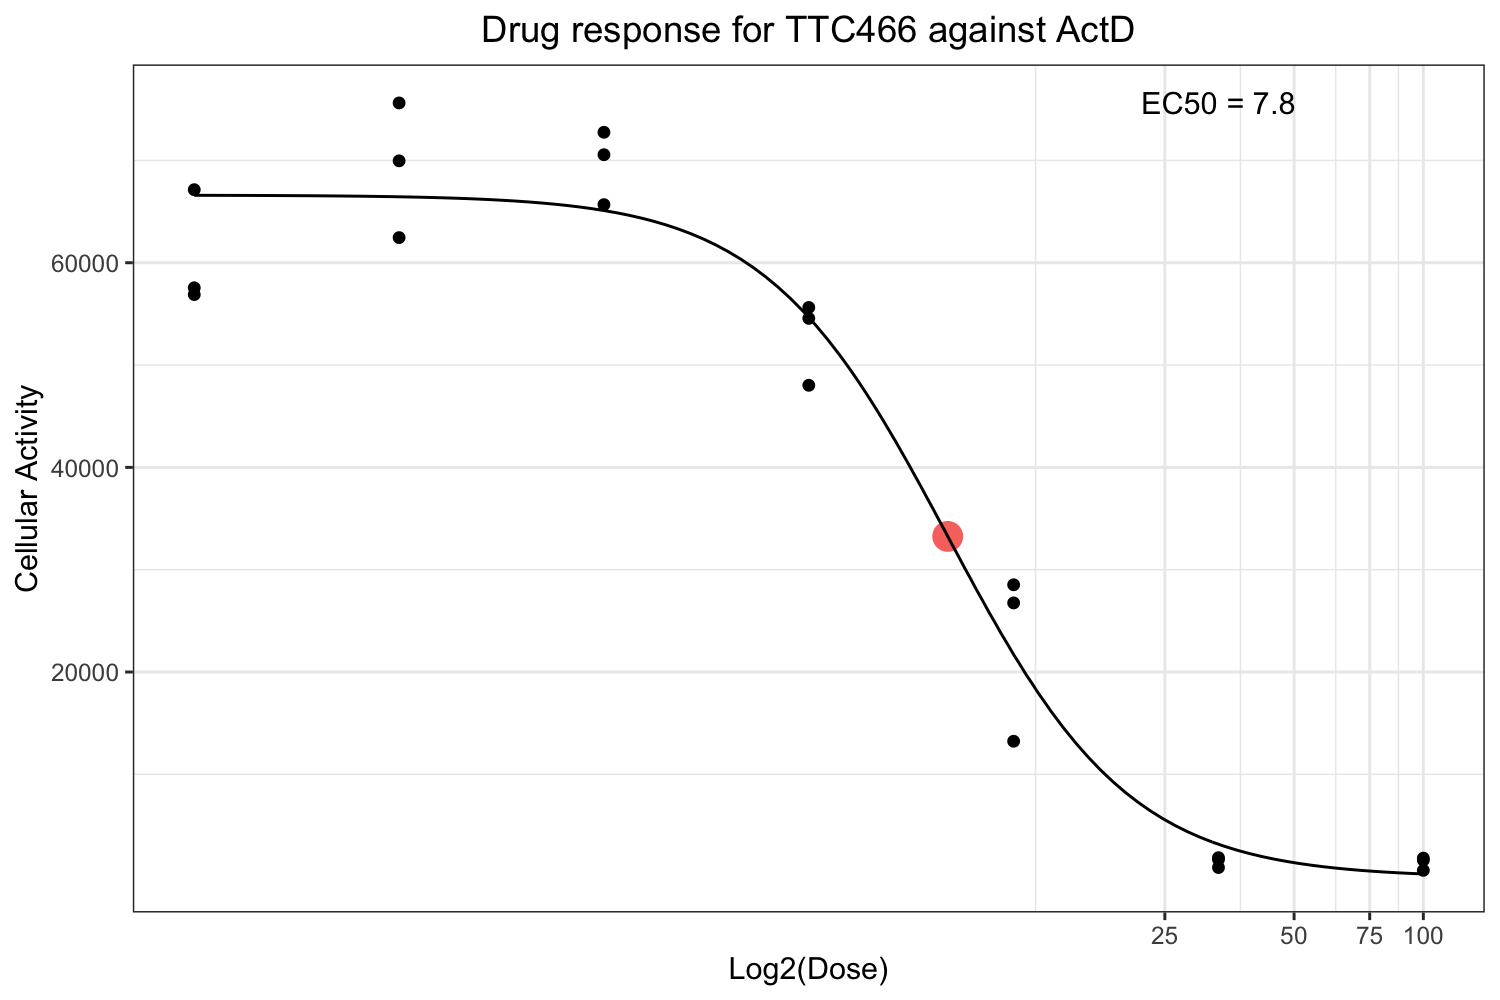 Drug response for TTC466 against ActD
EC50 = 7.8
60000
40000
20000
Cellular Activity
25 50 75 100
Log2(Dose)